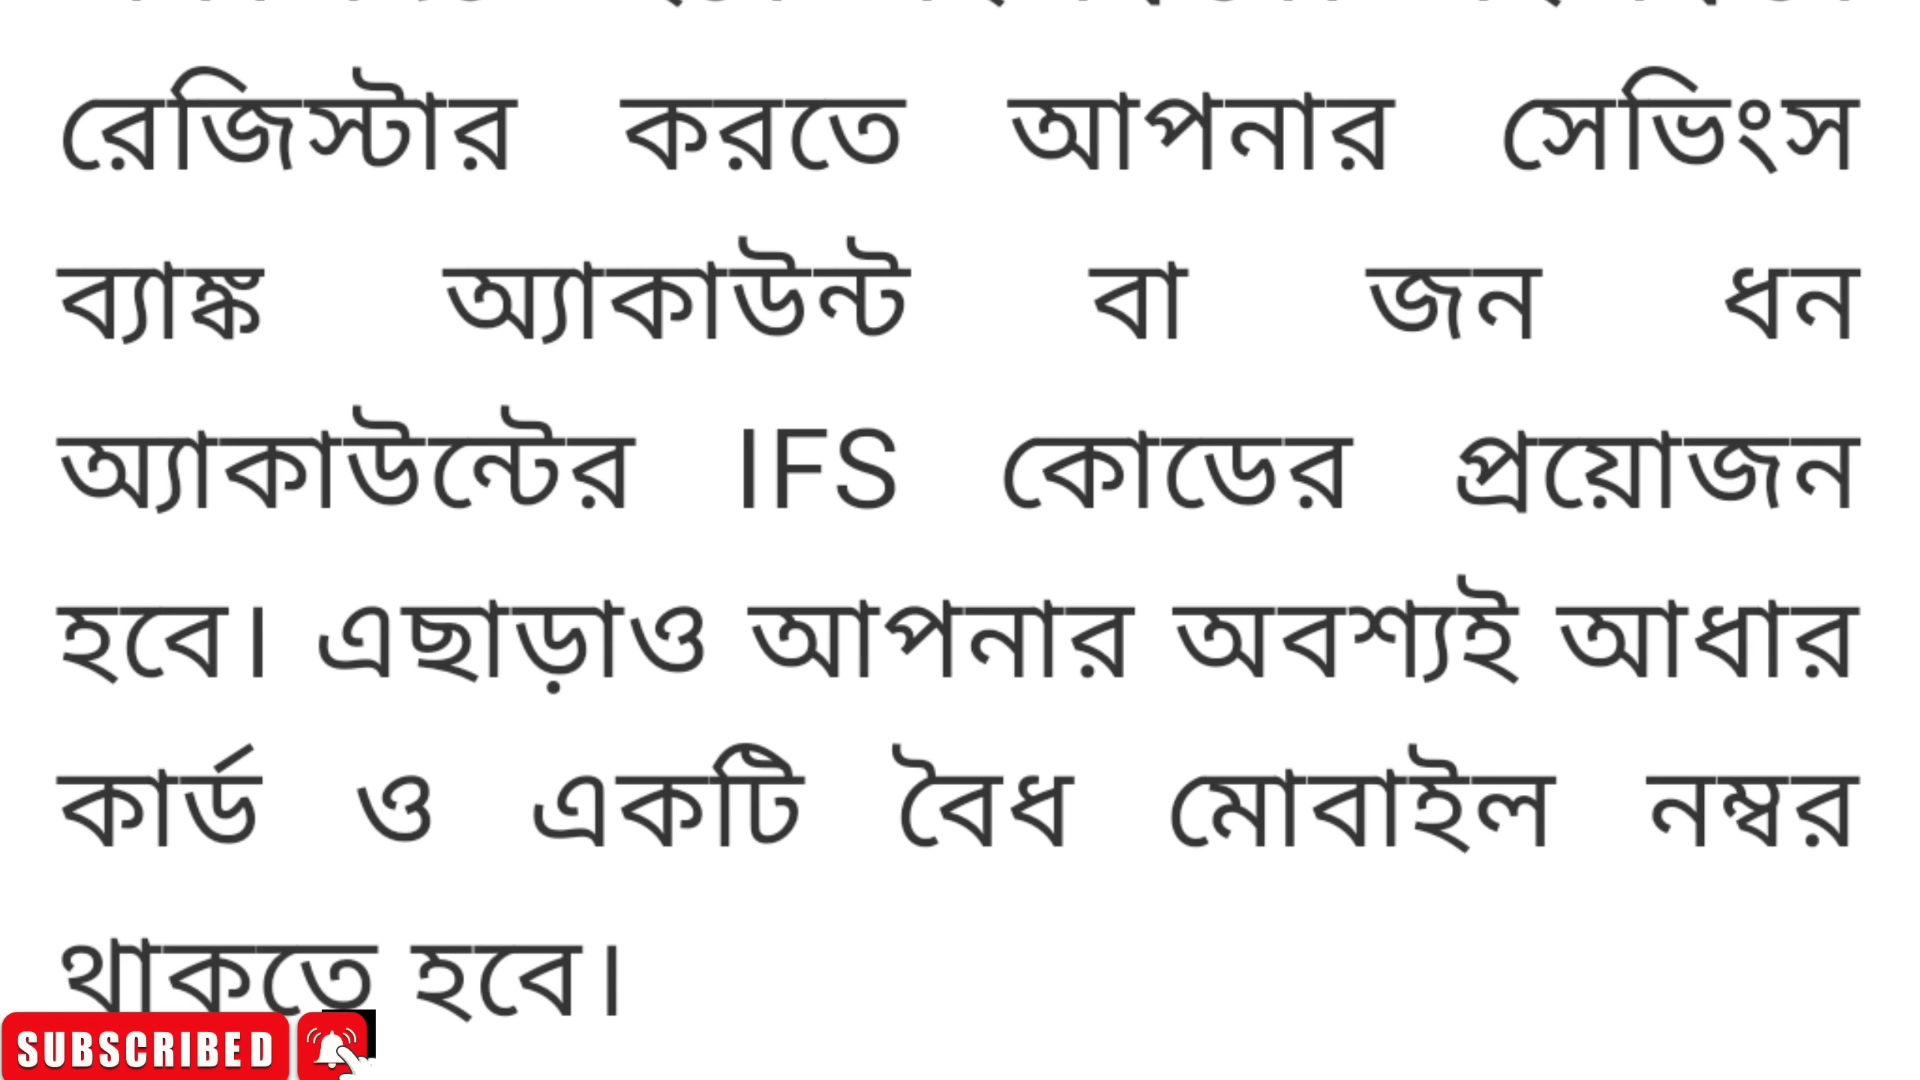 রেজিস্টার করতে আপনার সেভিংস
ব্যাঙ্ক অ্যাকাউন্ট বা জন ধন
অ্যাকাউন্টের IFS কোডের প্রয়োজন
হবে। এছাড়াও আপনার অবশ্যই আধার
কার্ড ও একটি বৈধ মোবাইল নম্বর
থাকতে হবে।
SUBSCRIBED